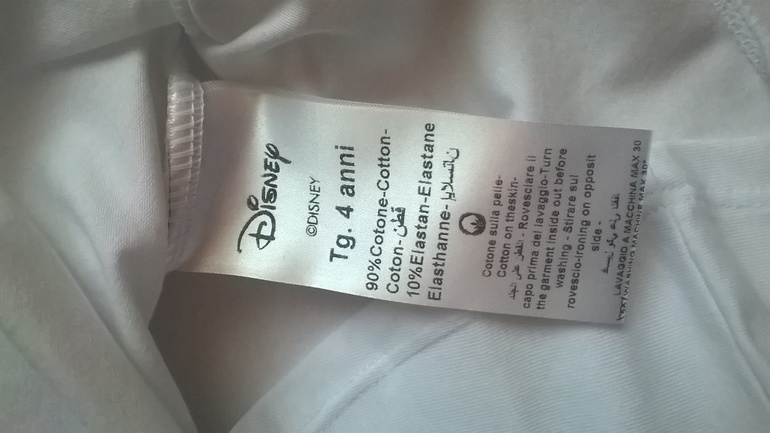 Disney
©DISNEY
Tg. 4 anni
90%Cotone-Cotton-
Coton-قطن
10%Elastan-Elastane
Elasthanne-
Cotone sulla pelle-
Cotton on theskin-
- Rovesciare il
capo prima del lavaggio-Turn
the garment inside out before
washing - Stirare sul
rovescio-Ironing on opposit
side -
LAVAGGIO A MACCHINA MAX 30